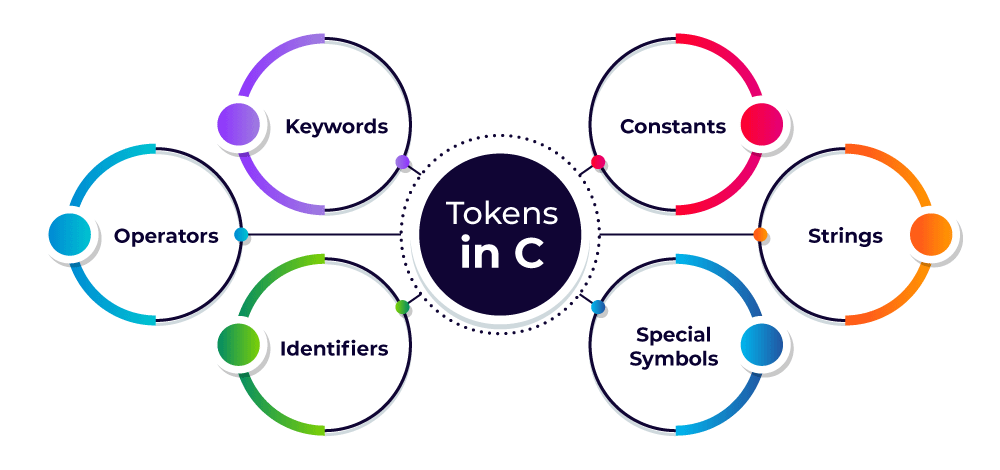 Keywords
Constants
Tokens
in C
Operators
Strings
Identifiers
Special
Symbols